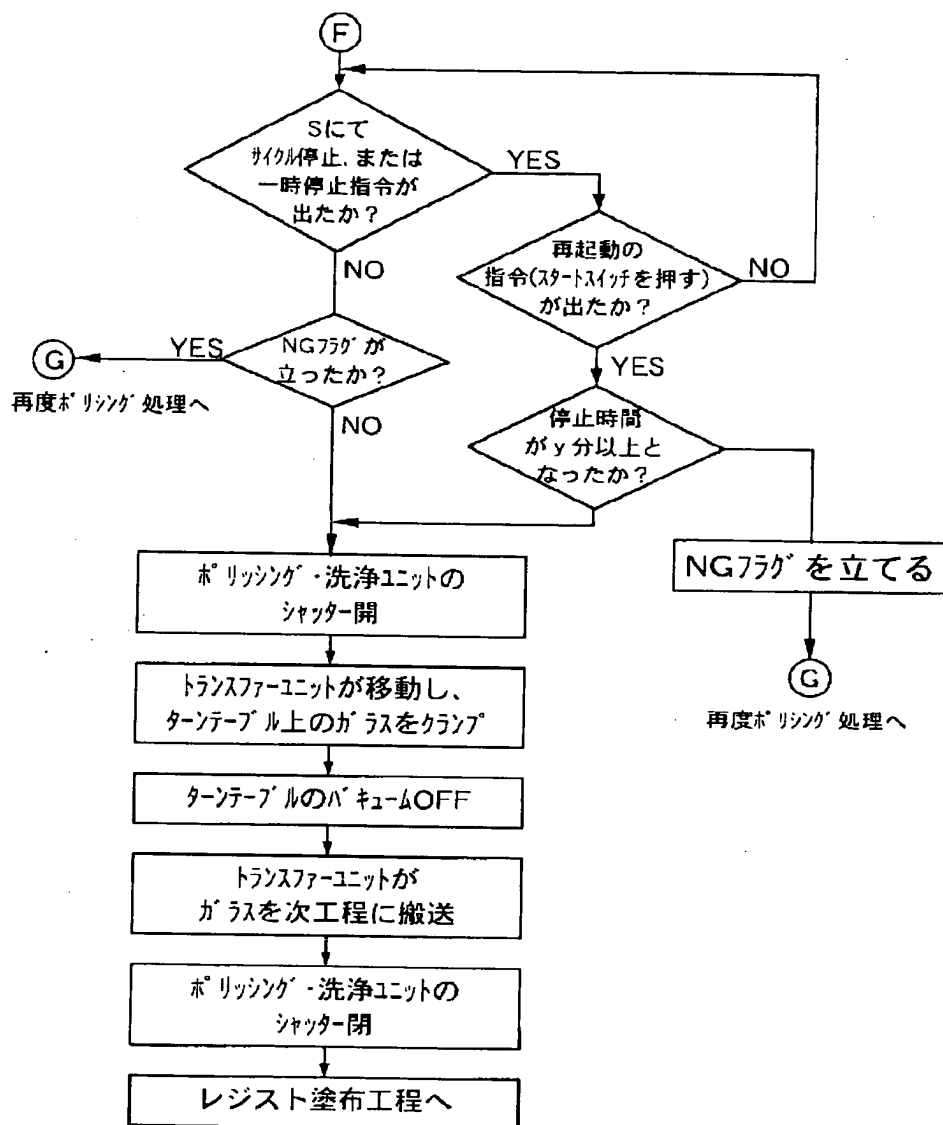 F
Sにて
ｻｲｸﾙ停止、または
一時停止指令が
出たか？
YES
NO
再起動の
指令(ｽﾀｰﾄｽｲｯﾁを押す)
が出たか？
NO
YES
NGﾌﾗｸﾞが
立ったか？
YES
G
再度ﾎﾟﾘｼﾝｸﾞ処理へ
NO
停止時間
がｙ分以上と
なったか？
NGﾌﾗｸﾞを立てる
G
再度ﾎﾟﾘｼﾝｸﾞ処理へ
ﾎﾟﾘｯｼﾝｸﾞ・洗浄ﾕﾆｯﾄの
ｼｬｯﾀｰ開
ﾄﾗﾝｽﾌｧｰﾕﾆｯﾄが移動し、
ﾀｰﾝﾃｰﾌﾞﾙ上のｶﾞﾗｽをｸﾗﾝﾌﾟ
ﾀｰﾝﾃｰﾌﾞﾙのﾊﾞｷｭｰﾑOFF
ﾄﾗﾝｽﾌｧｰﾕﾆｯﾄが
ｶﾞﾗｽを次工程に搬送
ﾎﾟﾘｯｼﾝｸﾞ・洗浄ﾕﾆｯﾄの
ｼｬｯﾀｰ閉
レジスト塗布工程へ